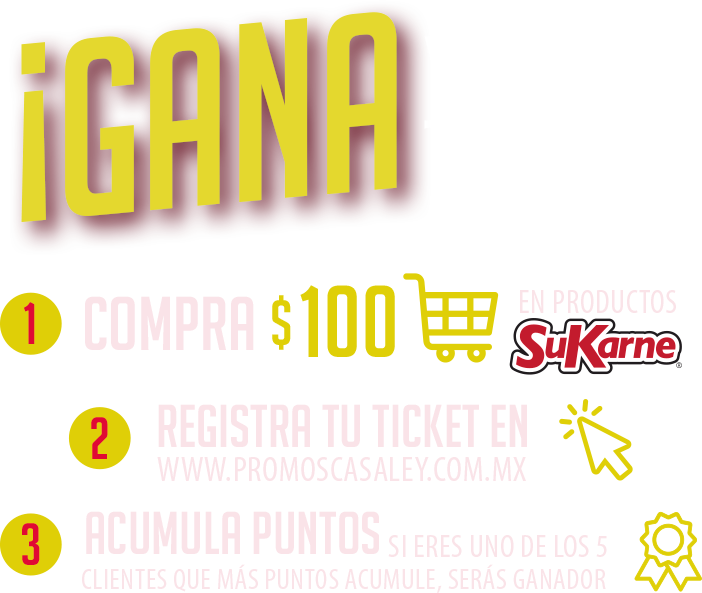 ¡GANA
1 COMPRA $100 EN PRODUCTOS
SuKarne®
2 REGISTRA TU TICKET EN
WWW.PROMOSCASALEY.COM.MX
3 ACUMULA PUNTOS SI ERES UNO DE LOS 5
CLIENTES QUE MÁS PUNTOS ACUMULE, SERÁS GANADOR